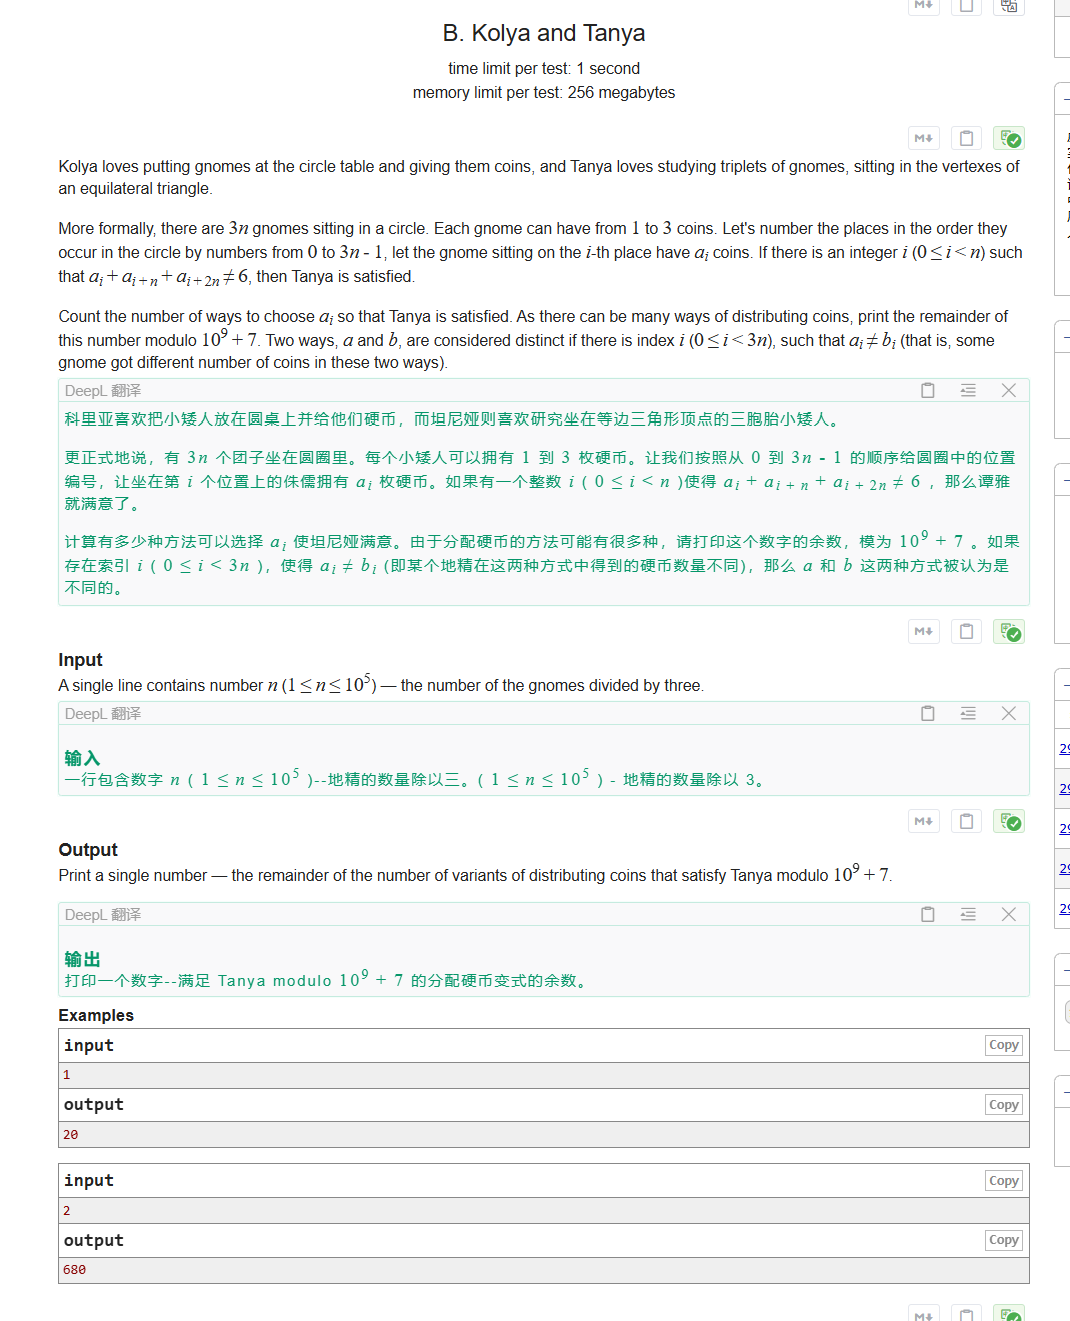 B. Kolya and Tanya
time limit per test: 1 second
memory limit per test: 256 megabytes
Kolya loves putting gnomes at the circle table and giving them coins, and Tanya loves studying triplets of gnomes, sitting in the vertexes of
an equilateral triangle.
More formally, there are 3n gnomes sitting in a circle. Each gnome can have from 1 to 3 coins. Let's number the places in the order they
occur in the circle by numbers from 0 to 3n - 1, let the gnome sitting on the i-th place have a_i coins. If there is an integer i (0 ≤ i < n) such
that a_i + a_{i + n} + a_{i + 2n} ≠ 6, then Tanya is satisfied.
Count the number of ways to choose a_i so that Tanya is satisfied. As there can be many ways of distributing coins, print the remainder of
this number modulo 10^9 + 7. Two ways, a and b, are considered distinct if there is index i (0 ≤ i < 3n), such that a_i ≠ b_i (that is, some
gnome got different number of coins in these two ways).
DeepL 翻译
科里亚喜欢把小矮人放在圆桌上并给他们硬币，而坦尼娅则喜欢研究坐在等边三角形顶点的三胞胎小矮人。
更正式地说，有 3n 个团子坐在圆圈里。每个小矮人可以拥有 1 到 3 枚硬币。让我们按照从 0 到 3n - 1 的顺序给圆圈中的位置
编号，让坐在第 i 个位置上的侏儒拥有 a_i 枚硬币。如果有一个整数 i ( 0 ≤ i < n )使得 a_i + a_{i + n} + a_{i + 2n} ≠ 6 ，那么谭雅
就满意了。
计算有多少种方法可以选择 a_i 使坦尼娅满意。由于分配硬币的方法可能有很多种，请打印这个数字的余数，模为 10^9 + 7 。如果
存在索引 i ( 0 ≤ i < 3n )，使得 a_i ≠ b_i (即某个地精在这两种方式中得到的硬币数量不同)，那么 a 和 b 这两种方式被认为是
不同的。
Input
A single line contains number n (1 ≤ n ≤ 10^5) — the number of the gnomes divided by three.
DeepL 翻译
输入
一行包含数字 n ( 1 ≤ n ≤ 10^5 )--地精的数量除以三。( 1 ≤ n ≤ 10^5 ) - 地精的数量除以 3。
Output
Print a single number — the remainder of the number of variants of distributing coins that satisfy Tanya modulo 10^9 + 7.
DeepL 翻译
输出
打印一个数字--满足 Tanya modulo 10^9 + 7 的分配硬币变式的余数。
Examples
input
Copy
1
output
Copy
20
input
Copy
2
output
Copy
680